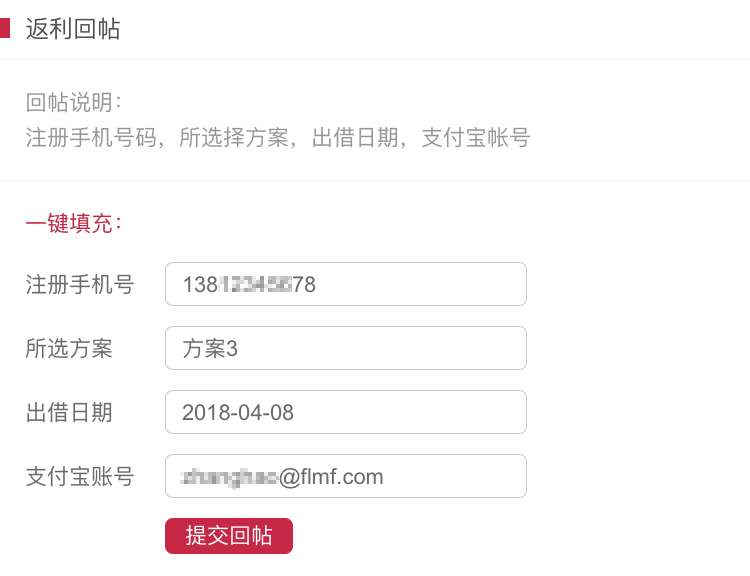 返利回帖
回帖说明:
注册手机号码，所选择方案，出借日期，支付宝帐号
一键填充:
注册手机号 138 78
所选方案 方案3
出借日期 2018-04-08
支付宝账号 @flmf.com
提交回帖